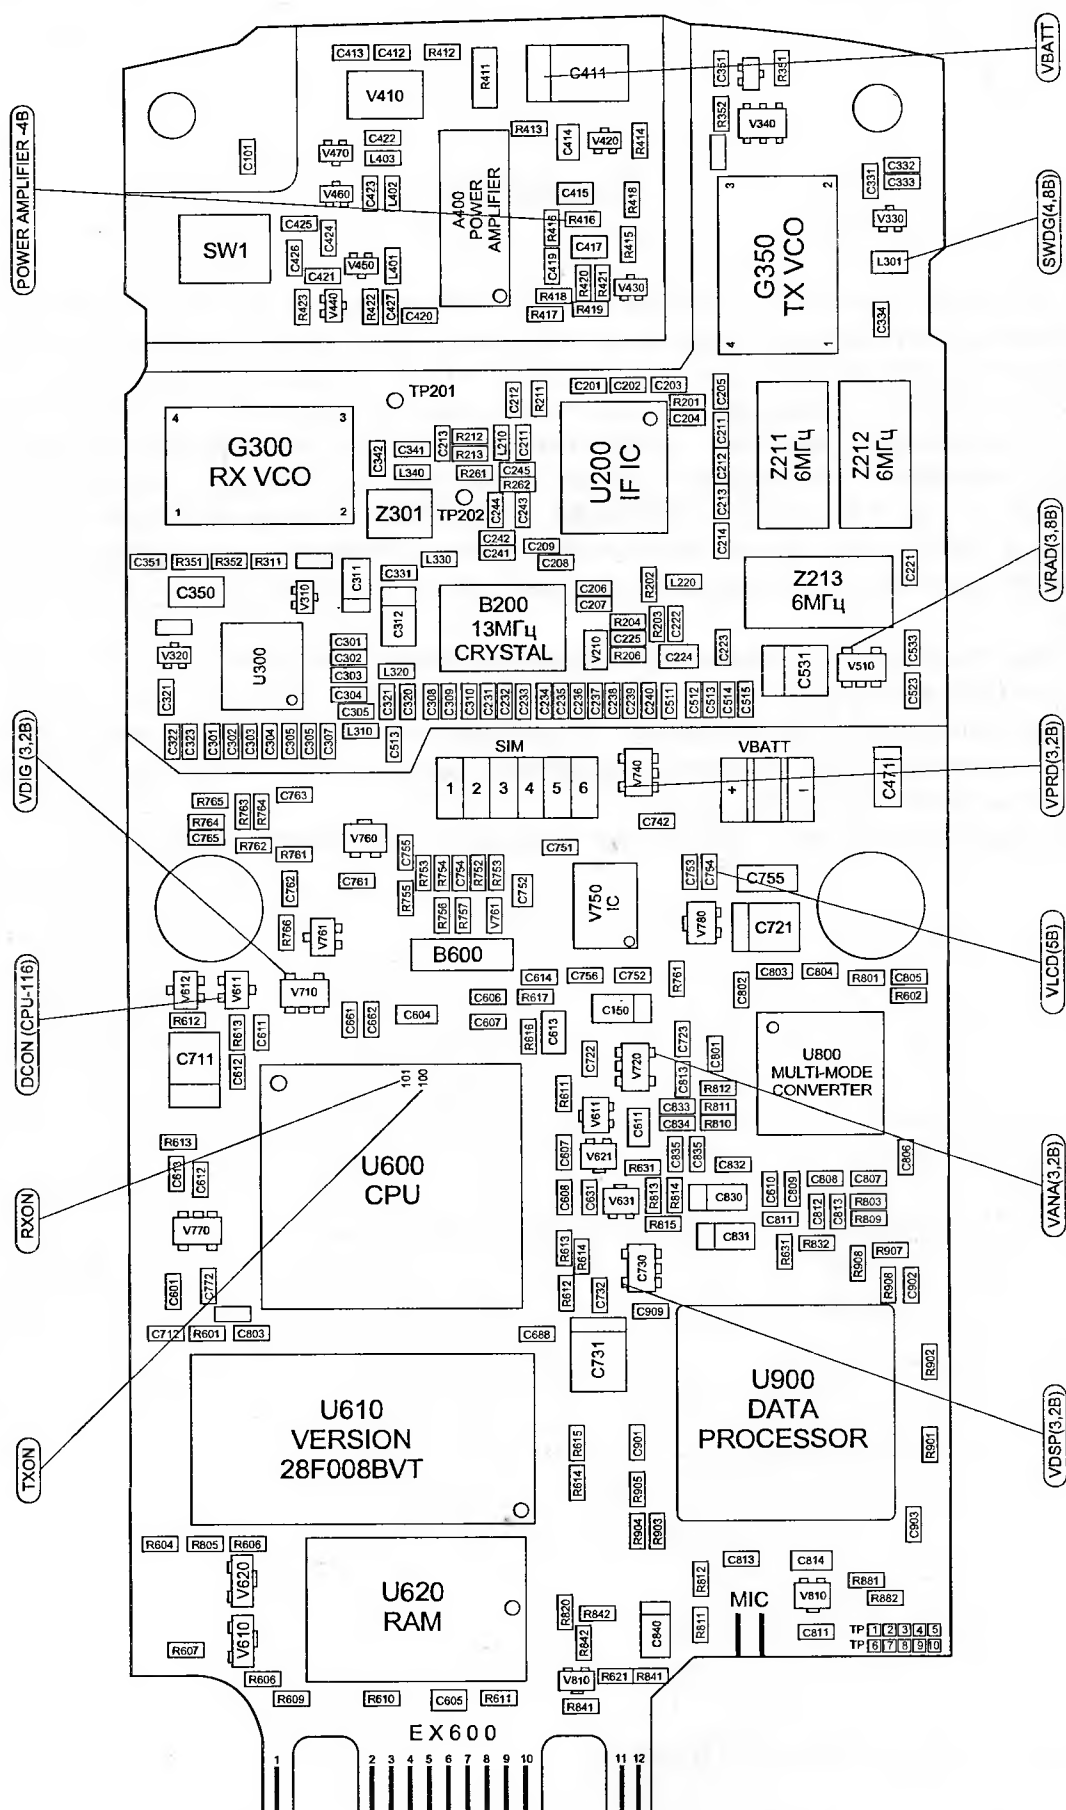 VBATT
POWER AMPLIFIER -4B
SWDG(4,8B)
VRAD(3,8B)
VDIG (3,2B)
VPRD(3,2B)
DCON (CPU-116)
VLCD(5B)
RXON
VANA(3,2B)
TXON
VDSP(3,2B)
C413 C412 R412
R411
C411
V410
C351
R351
R352
V340
C101
V470
C422
L403
V460
C423
L402
A400
POWER
AMPLIFIER
R413
C414
V420
R414
C415
R418
R416
R416
C417
R415
C419
R420
R421
V430
R418
R417
R419
SW1
C425
C424
C426
C421
V450
L401
R423
V440
R422
C427
C420
3 2
G350
TX VCO
4 1
C331
C332
C333
V330
L301
C334
TP201
4 3
G300
RX VCO
1 2
C342
C341
L340
Z301
C213
R212
R213
R261
TP202
C212
R211
L210
C211
C245
R262
C244
C243
C242
C241
C209
C208
C201 C202 C203
R201
C204
U200
IF IC
C205
C211
C212
C213
C214
Z211
6МГц
Z212
6МГц
C351 R351 R352 R311
C350
V310
C311
C331
L330
C312
V320
C321
U300
C301
C302
C303
C304
C305
L320
B200
13МГц
CRYSTAL
C206
C207
R202
L220
R204
C225
R206
V210
R203
C222
C224
C223
Z213
6МГц
C221
C531
V510
C533
C523
C321 C320 C308 C309 C310 C231 C232 C233 C234 C235 C236 C237 C238 C239 C240 C511 C512 C513 C514 C515
C322 C323 C301 C302 C303 C304 C305 C305 C307
L310
C513
SIM
1 2 3 4 5 6
V740
VBATT
+ −
C471
C742
R765
R764
C765
R763
R764
C763
R762
R761
V760
C762
C761
C755
R755
R753 R754 C754 R752 R753
C752
R756 R757 V761
C751
V750
IC
C753
C754
C755
V780
C721
R766
V761
B600
V612
V611
V710
R612
R613
C611
C711
C612
C661
C662
C604
C606
C607
C614
R617
R616
C613
C756 C752
C150
R761
C802
C803 C804
R801
C805
R602
C722
V720
C723
C813
C801
R812
R811
R810
C833
C834
U800
MULTI-MODE
CONVERTER
101
100
U600
CPU
R613
C613
C612
V770
C601
C772
C712 R601 C803
R611
V611
C611
C607
V621
R631
C835
C835
C832
C608
C631
V631
R813
R814
C830
R815
C831
C610
C809
C808 C807
C806
C812
C813
R803
R809
C811
R631
R832
R908
R907
R908
C902
R613
R614
R612
C732
C730
C909
C688
C731
U610
VERSION
28F008BVT
U900
DATA
PROCESSOR
R902
R901
R615
R614
C901
R905
R904
R903
C903
R604 R805 R606
V620
V610
R607
R606
R609
U620
RAM
R610 C605 R611
R820
R842
R842
C840
V810
R621
R841
R841
R812
R811
C813
C814
MIC
V810
R881
R882
C811
TP 1 2 3 4 5
TP 6 7 8 9 10
EX600
1 2 3 4 5 6 7 8 9 10 11 12